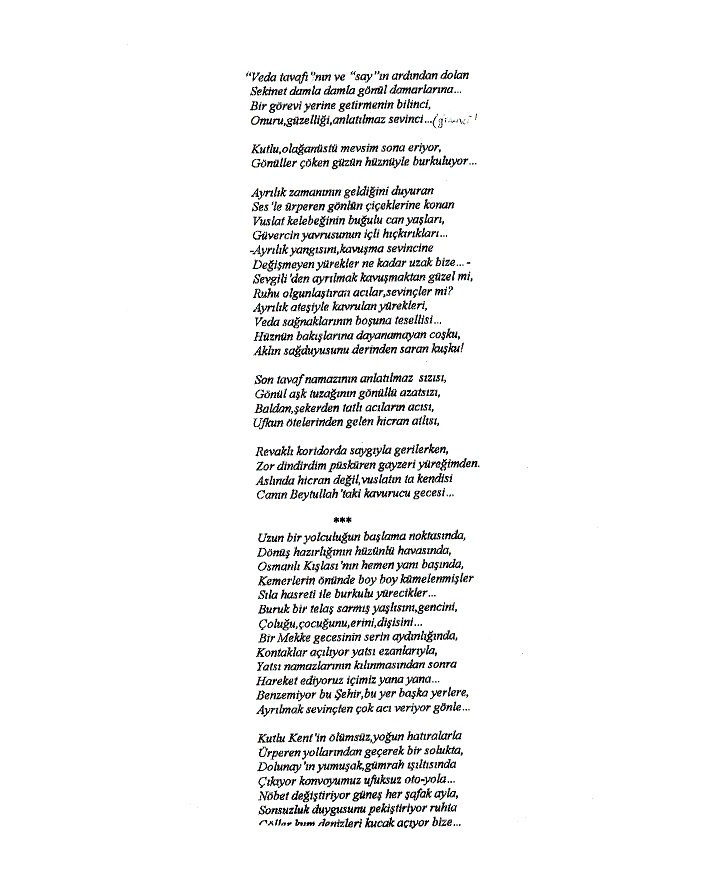 “Veda tavafı”nın ve “say”ın ardından dolan
Sekinet damla damla gönül damarlarına...
Bir görevi yerine getirmenin bilinci,
Onuru,güzelliği,anlatılmaz sevinci...(
Kutlu,olağanüstü mevsim sona eriyor,
Gönüller çöken güzün hüznüyle burkuluyor...
Ayrılık zamanının geldiğini duyuran
Ses'le ürperen gönlün çiçeklerine konan
Vuslat kelebeğinin buğulu can yaşları,
Güvercin yavrusunun içli hıçkırıkları...
-Ayrılık yangısını,kavuşma sevincine
Değişmeyen yürekler ne kadar uzak bize... -
Sevgili'den ayrılmak kavuşmaktan güzel mi,
Ruhu olgunlaştıran acılar,sevinçler mi?
Ayrılık ateşiyle kavrulan yürekleri,
Veda sağnaklarının boşuna tesellisi...
Hüznün bakışlarına dayanamayan coşku,
Aklın sağduyusunu derinden saran kuşku!
Son tavaf namazının anlatılmaz sızısı,
Gönül aşk tuzağının gönüllü azatsızı,
Baldan,şekerden tatlı acıların acısı,
Ufkun ötelerinden gelen hicran atlısı,
Revaklı koridorda saygıyla gerilerken,
Zor dindirdim püsküren gayzeri yüreğimden.
Aslında hicran değil,vuslatın ta kendisi
Canın Beytullah'taki kavurucu gecesi...
***
Uzun bir yolculuğun başlama noktasında,
Dönüş hazırlığının hüzünlü havasında,
Osmanlı Kışlası'nın hemen yanı başında,
Kemerlerin önünde boy boy kümelenmişler
Sıla hasreti ile burkulu yürecikler...
Buruk bir telaş sarmış yaşlısını,gencini,
Çoluğu,çocuğunu,erini,dişisini...
Bir Mekke gecesinin serin aydınlığında,
Kontaklar açılıyor yatsı ezanlarıyla,
Yatsı namazlarının kılınmasından sonra
Hareket ediyoruz içimiz yana yana...
Benzemiyor bu Şehir,bu yer başka yerlere,
Ayrılmak sevinçten çok acı veriyor gönle...
Kutlu Kent'in ölümsüz,yoğun hatıralarla
Ürperen yollarından geçerek bir solukta,
Dolunay'ın yumuşak,gümrah ışıltısında
Çıkıyor konvoyumuz ufuksuz oto-yola...
Nöbet değiştiriyor güneş her şafak ayla,
Sonsuzluk duygusunu pekiştiriyor ruhta
Çöller kum denizleri kucak açıyor bize...